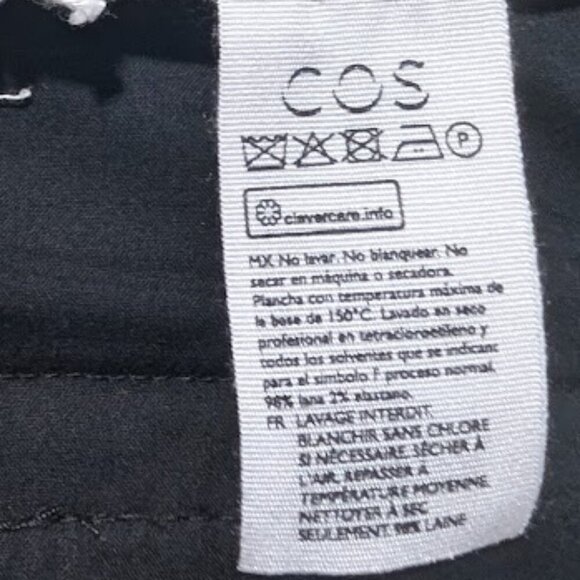 COS
P
clevercare.info
MX No lavar. No blanquear. No
secar en máquina o secadora.
Plancha con temperatura máxima de
la base de 150°C. Lavado en seco
profesional en tetracloroetileno y
todos los solventes que se indicanc
para el simbolo F proceso normal.
98% lana 2% elastano.
FR LAVAGE INTERDIT.
BLANCHIR SANS CHLORE
SI NÉCESSAIRE. SÉCHER À
L'AIR. REPASSER A
TEMPÉRATURE MOYENNE.
NETTOYER À SEC
SEULEMENT. 98% LAINE